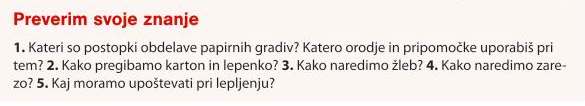 Preverim svoje znanje
1. Kateri so postopki obdelave papirnih gradiv? Katero orodje in pripomočke uporabiš pri
tem? 2. Kako pregibamo karton in lepenko? 3. Kako naredimo žleb? 4. Kako naredimo zare-
zo? 5. Kaj moramo upoštevati pri lepljenju?